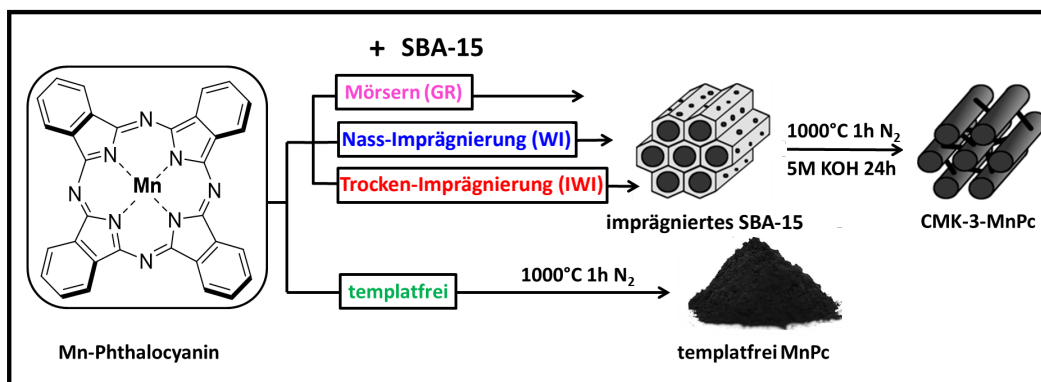 + SBA-15
Mörsern (GR)
Nass-Imprägnierung (WI)
Trocken-Imprägnierung (IWI)
1000°C 1h N₂
5M KOH 24h
imprägniertes SBA-15
CMK-3-MnPc
N
N
N
N
Mn
N
N
N
N
templatfrei
1000°C 1h N₂
Mn-Phthalocyanin
templatfrei MnPc